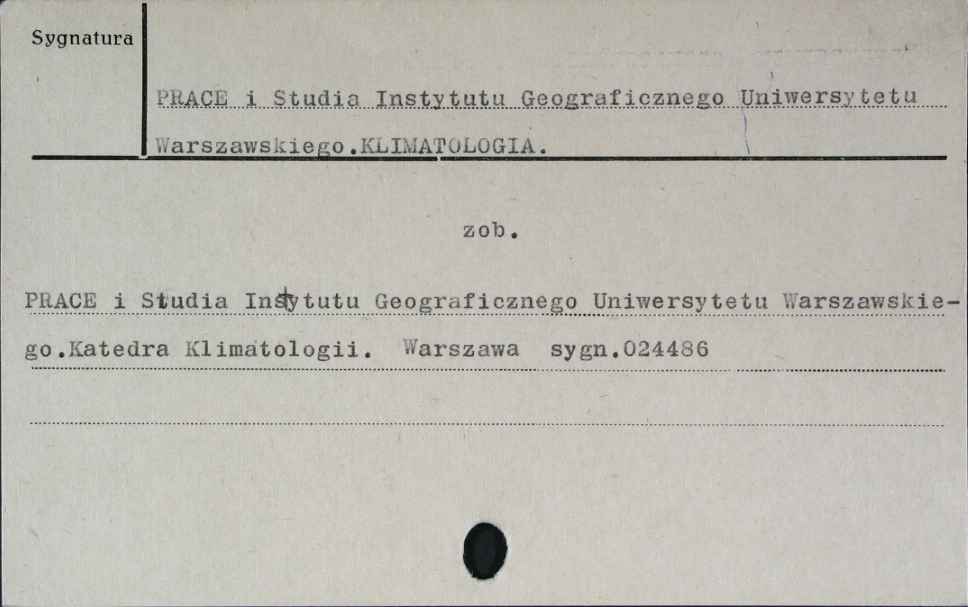 Sygnatura
PRACE i Studia Instytutu Geograficznego Uniwersytetu
Warszawskiego.KLIMATOLOGIA.
zob.
PRACE i Studia Instytutu Geograficznego Uniwersytetu Warszawskie-
go.Katedra Klimatologii. Warszawa sygn.024486